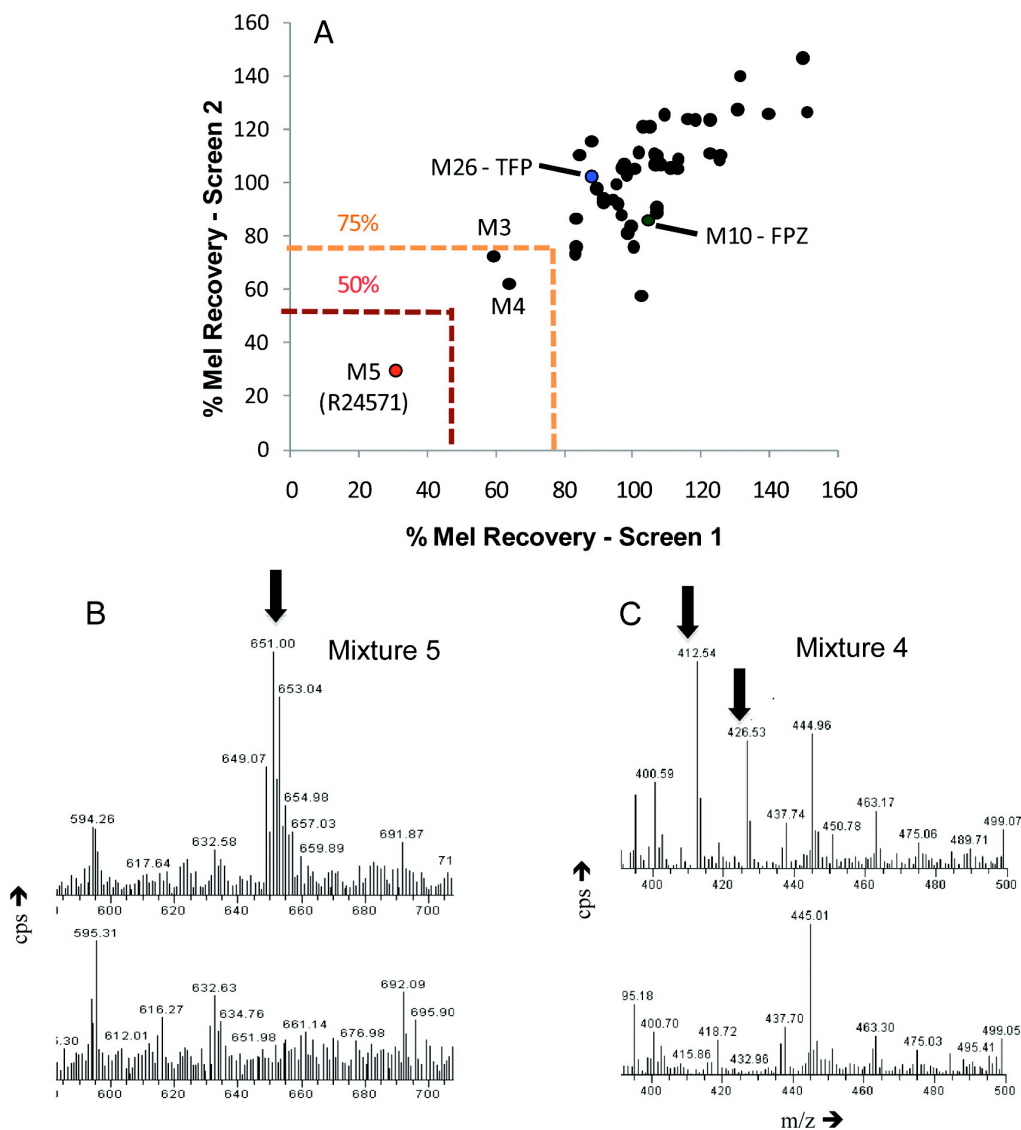 A
% Mel Recovery - Screen 2
160
140
120
100
80
60
40
20
0
M26 - TFP
M10 - FPZ
75%
M3
50%
M4
M5
(R24571)
0 20 40 60 80 100 120 140 160
% Mel Recovery - Screen 1
B
Mixture 5
651.00
653.04
649.07
654.98
657.03
659.89
594.26
617.64
632.58
691.87
71
600 620 640 660 680 700
cps →
595.31
5.30
612.01
616.27
632.63
634.76
651.98
661.14
676.98
692.09
695.90
600 620 640 660 680 700
C
Mixture 4
412.54
426.53
444.96
400.59
437.74
450.78
463.17
475.06
489.71
499.07
400 420 440 460 480 500
cps →
445.01
95.18
400.70
415.86
418.72
432.96
437.70
463.30
475.03
495.41
499.05
400 420 440 460 480 500
m/z →